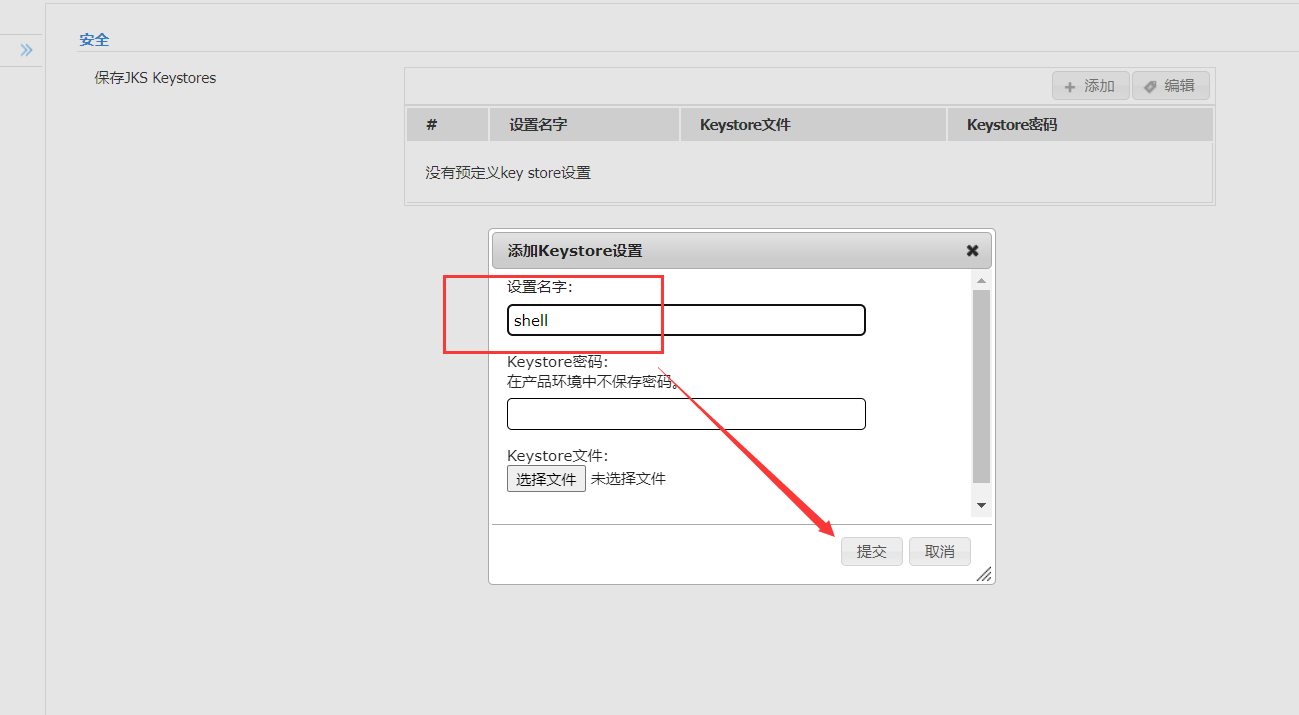 安全
保存JKS Keystores
添加 编辑
# 设置名字 Keystore文件 Keystore密码
没有预定义key store设置
添加Keystore设置
设置名字:
shell
Keystore密码:
在产品环境中不保存密码。
Keystore文件:
选择文件 未选择文件
提交 取消